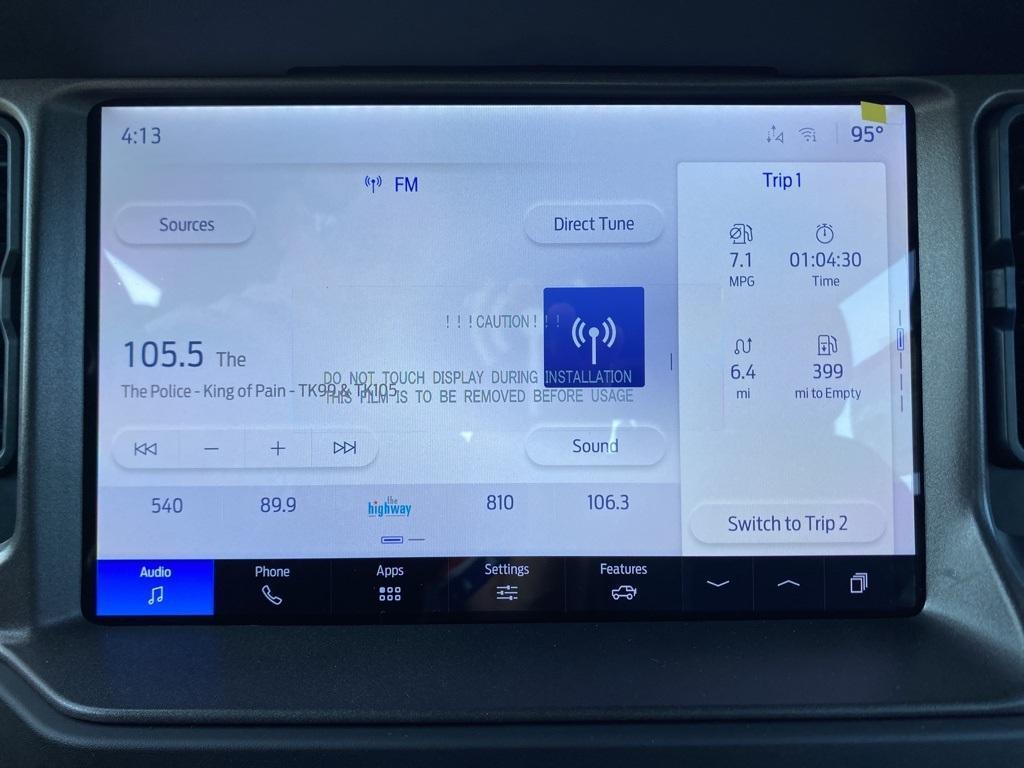 4:13
95°
FM
Trip 1
Sources
Direct Tune
7.1
MPG
01:04:30
Time
! ! !CAUTION! ! !
105.5 The
The Police - King of Pain - TK99 & TK105
DO NOT TOUCH DISPLAY DURING INSTALLATION
THIS FILM IS TO BE REMOVED BEFORE USAGE
6.4
mi
399
mi to Empty
Sound
540
89.9
the
highway
810
106.3
Switch to Trip 2
Audio
Phone
Apps
Settings
Features